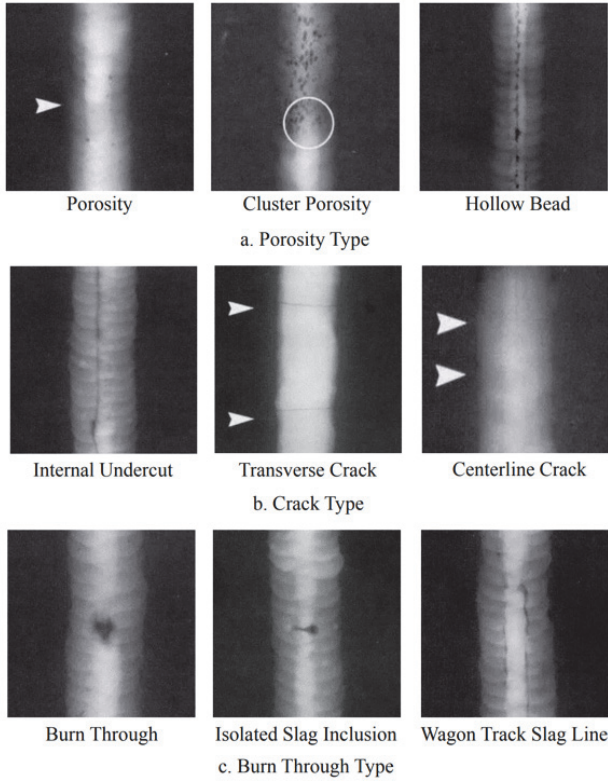 Porosity
Cluster Porosity
Hollow Bead
a. Porosity Type
Internal Undercut
Transverse Crack
Centerline Crack
b. Crack Type
Burn Through
Isolated Slag Inclusion
Wagon Track Slag Line
c. Burn Through Type